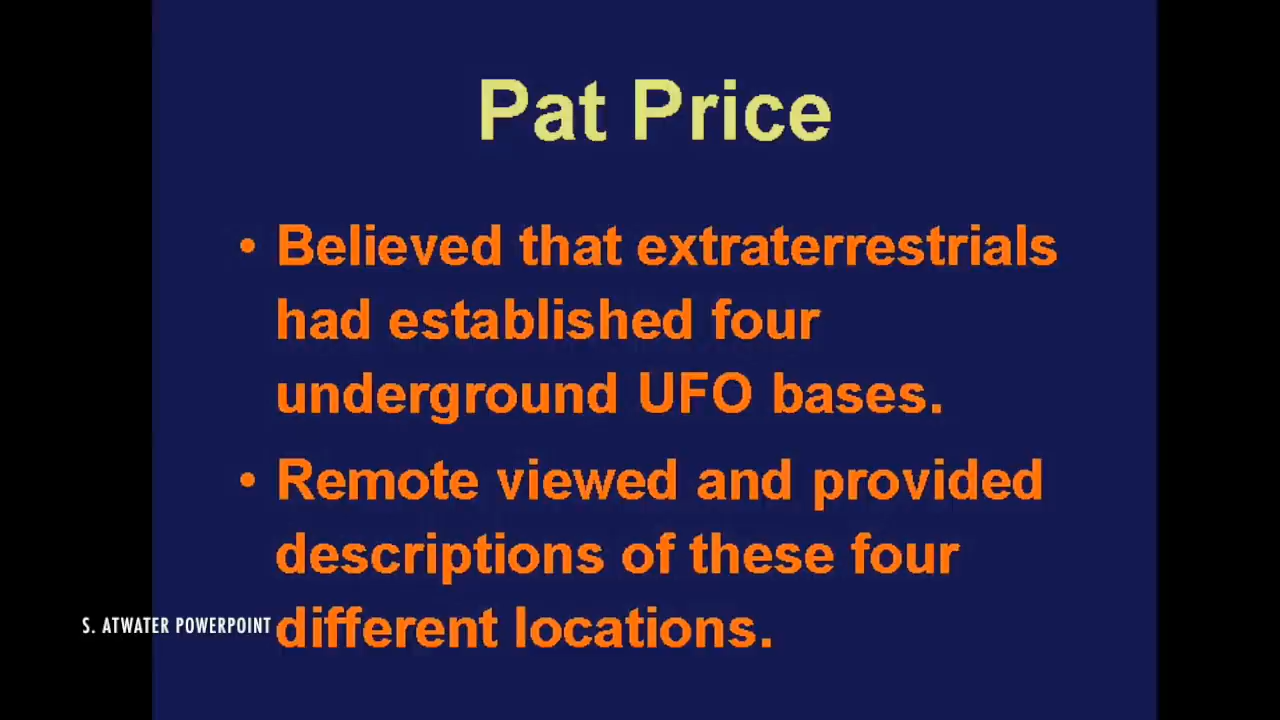 Pat Price
• Believed that extraterrestrials
had established four
underground UFO bases.
• Remote viewed and provided
descriptions of these four
different locations.
S. ATWATER POWERPOINT